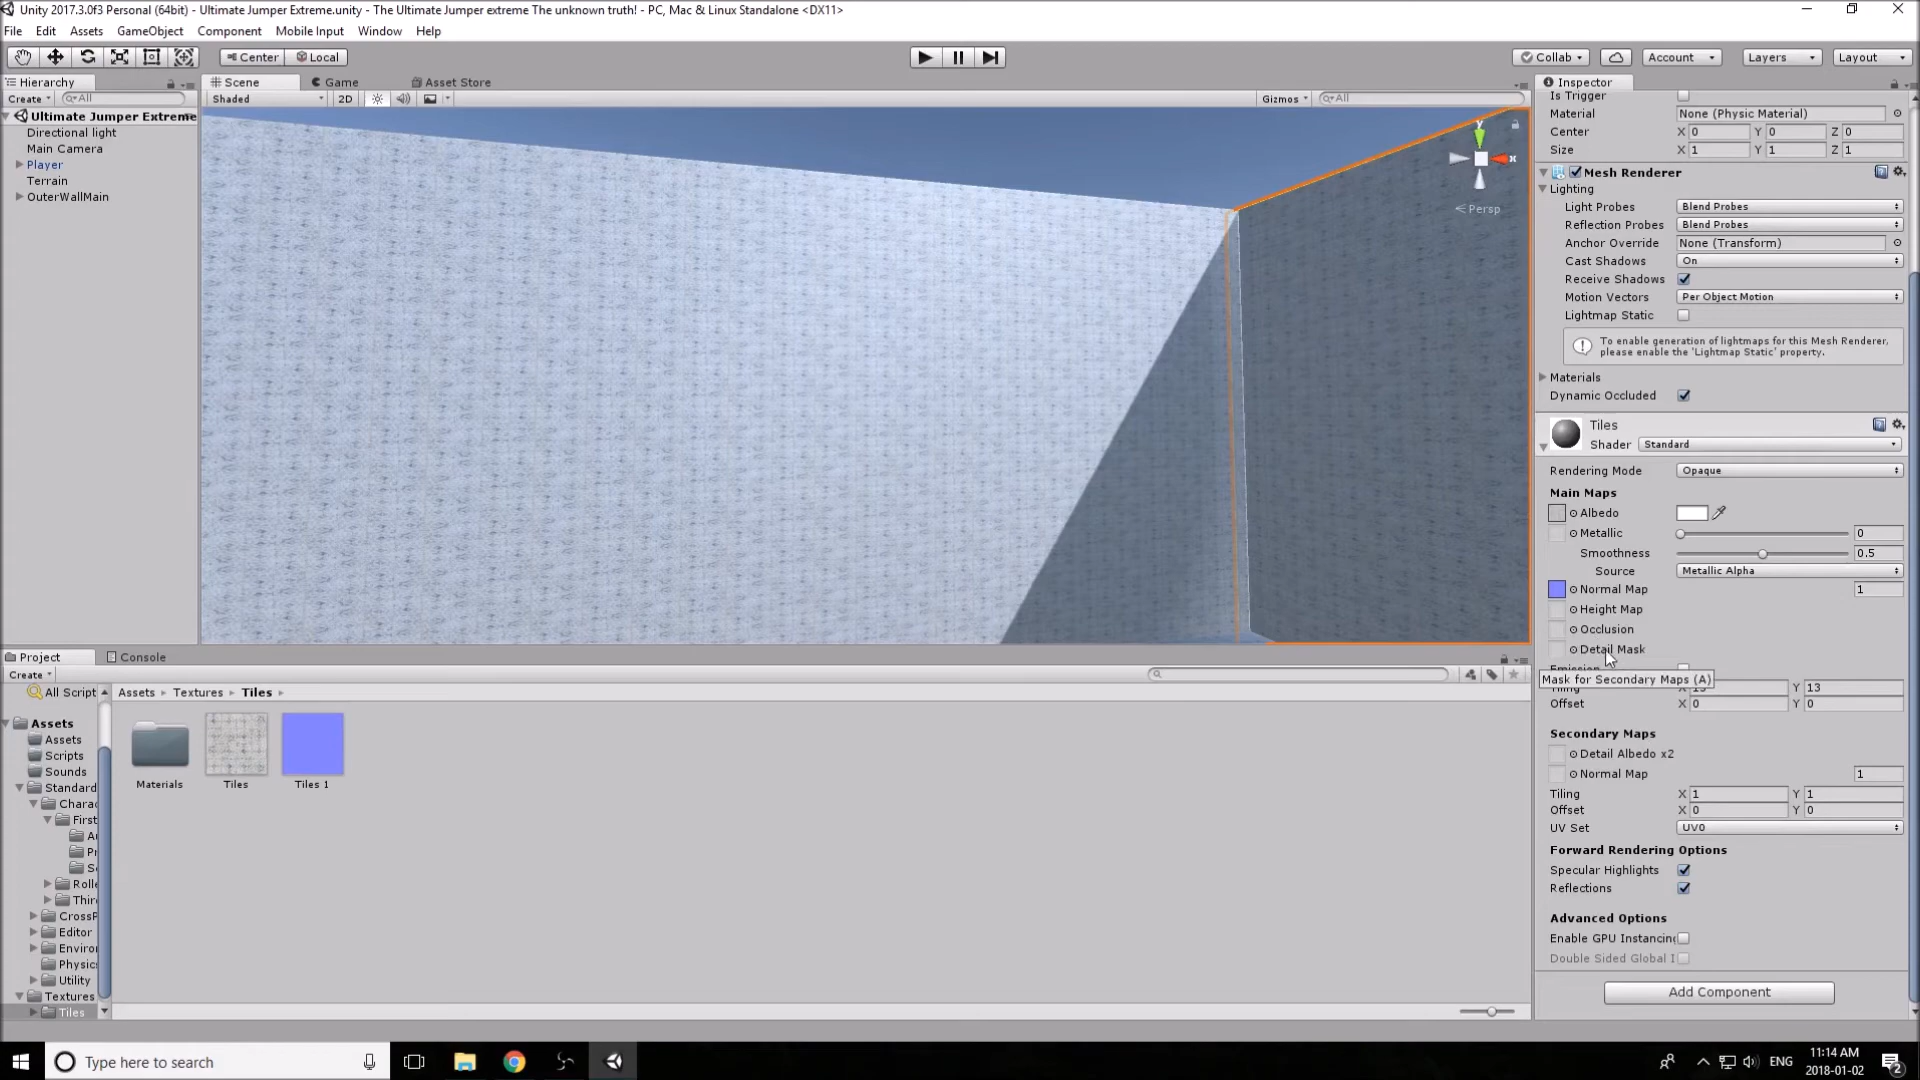 Unity 2017.3.0f3 Personal (64bit) - Ultimate Jumper Extreme.unity - The Ultimate Jumper extreme The unknown truth! - PC, Mac & Linux Standalone <DX11>
File Edit Assets GameObject Component Mobile Input Window Help
Center Local
Collab Account Layers Layout
Hierarchy
Create All
Ultimate Jumper Extreme
Directional light
Main Camera
Player
Terrain
OuterWallMain
Scene Game Asset Store
Shaded 2D Gizmos All
y
x
Persp
Inspector
Is Trigger
Material None (Physic Material)
Center X 0 Y 0 Z 0
Size X 1 Y 1 Z 1
Mesh Renderer
Lighting
Light Probes Blend Probes
Reflection Probes Blend Probes
Anchor Override None (Transform)
Cast Shadows On
Receive Shadows
Motion Vectors Per Object Motion
Lightmap Static
To enable generation of lightmaps for this Mesh Renderer,
please enable the 'Lightmap Static' property.
Materials
Dynamic Occluded
Tiles
Shader Standard
Rendering Mode Opaque
Main Maps
Albedo
Metallic 0
Smoothness 0.5
Source Metallic Alpha
Normal Map 1
Height Map
Occlusion
Detail Mask
Mask for Secondary Maps (A)
Y 13
Offset X 0 Y 0
Secondary Maps
Detail Albedo x2
Normal Map 1
Tiling X 1 Y 1
Offset X 0 Y 0
UV Set UV0
Forward Rendering Options
Specular Highlights
Reflections
Advanced Options
Enable GPU Instancing
Double Sided Global I
Add Component
Project Console
Create
All Script
Assets
Assets
Scripts
Sounds
Standard
Charac
First
A
Pr
Sc
Rolle
Thir
CrossP
Editor
Enviro
Physic
Utility
Textures
Tiles
Assets Textures Tiles
Materials Tiles Tiles 1
Type here to search
ENG
11:14 AM
2018-01-02
2